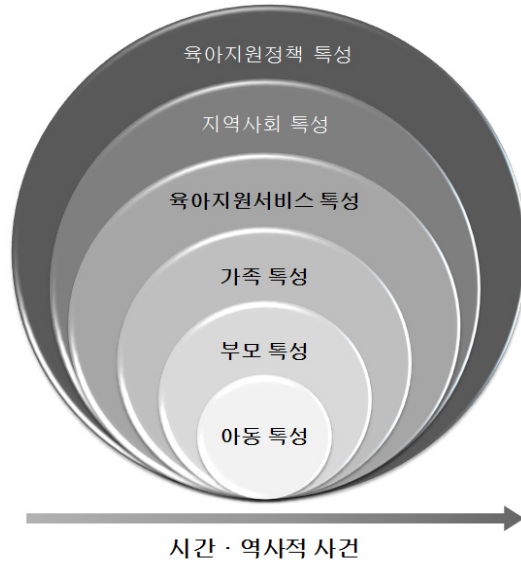 육아지원정책 특성
지역사회 특성
육아지원서비스 특성
가족 특성
부모 특성
아동 특성
시간 · 역사적 사건